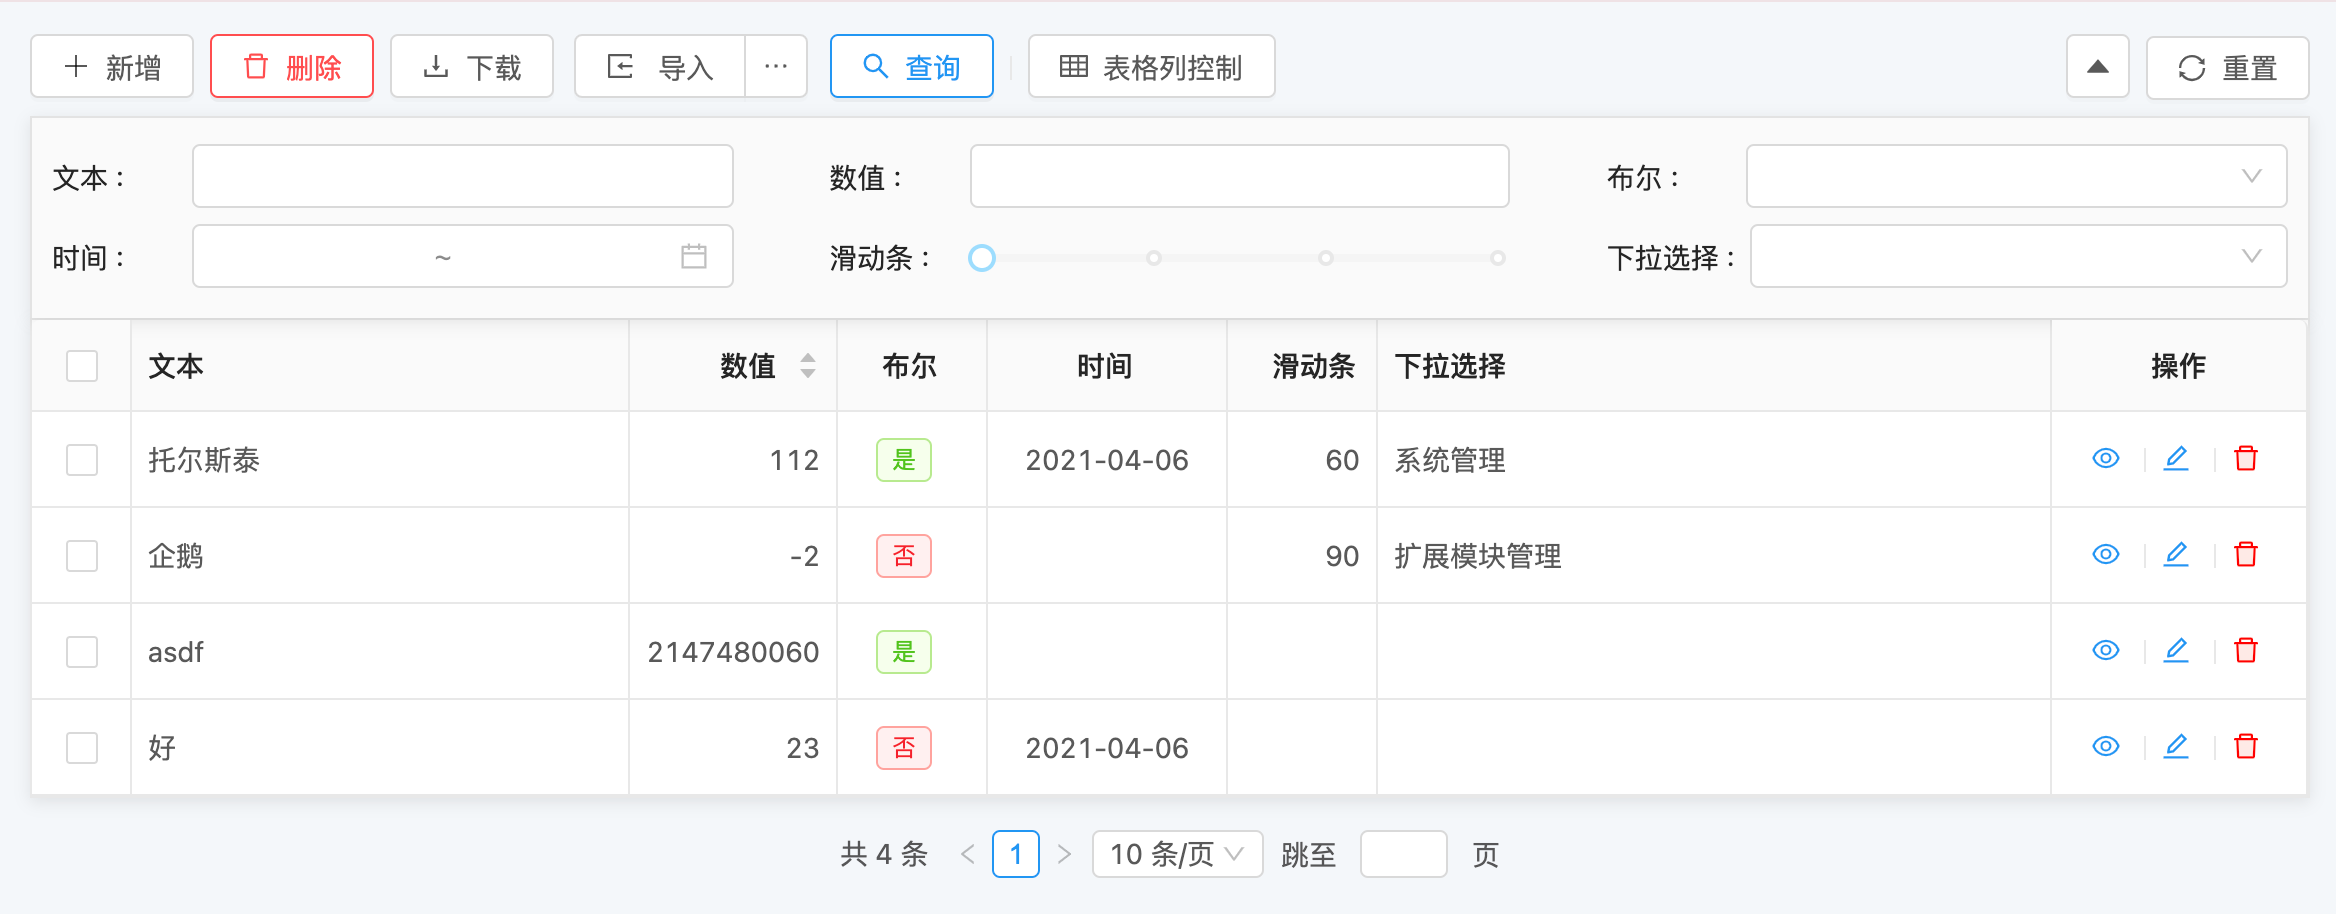 新增 删除 下载 导入 ··· 查询 表格列控制 重置
文本： 数值： 布尔：
时间： ~ 滑动条： 下拉选择：
文本 数值 布尔 时间 滑动条 下拉选择 操作
托尔斯泰 112 是 2021-04-06 60 系统管理
企鹅 -2 否 90 扩展模块管理
asdf 2147480060 是
好 23 否 2021-04-06
共 4 条 < 1 > 10 条/页 跳至 页